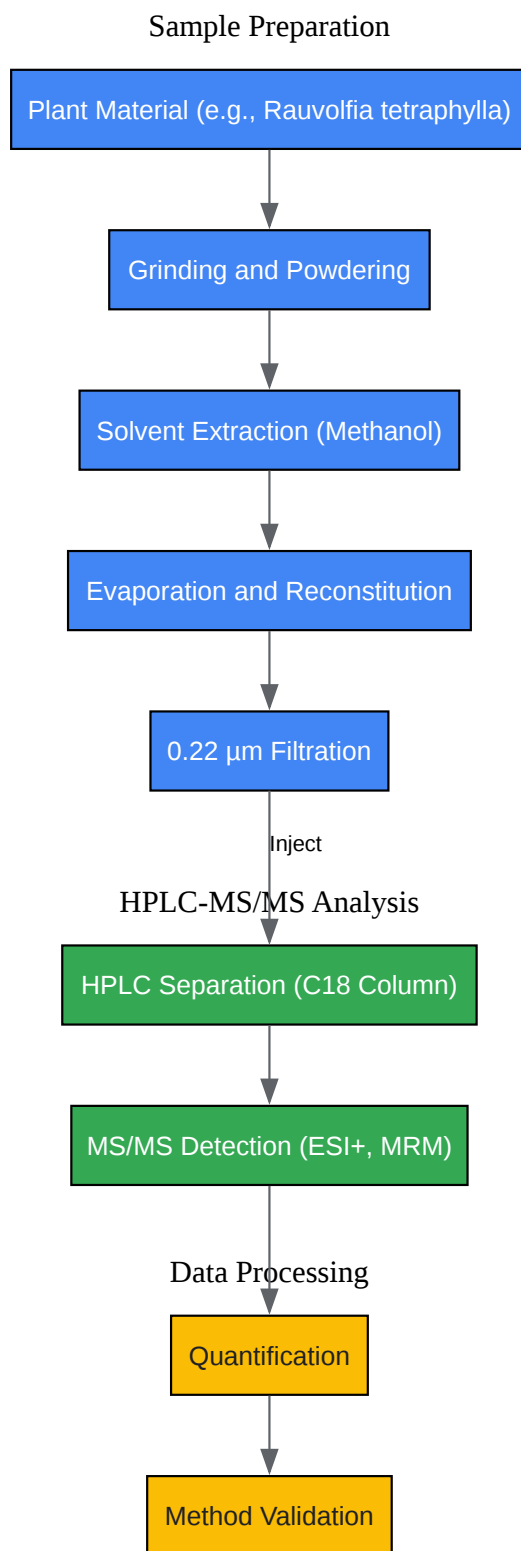 Sample Preparation
Plant Material (e.g., Rauvolfia tetraphylla)
Grinding and Powdering
Solvent Extraction (Methanol)
Evaporation and Reconstitution
0.22 µm Filtration
Inject
HPLC-MS/MS Analysis
HPLC Separation (C18 Column)
MS/MS Detection (ESI+, MRM)
Data Processing
Quantification
Method Validation